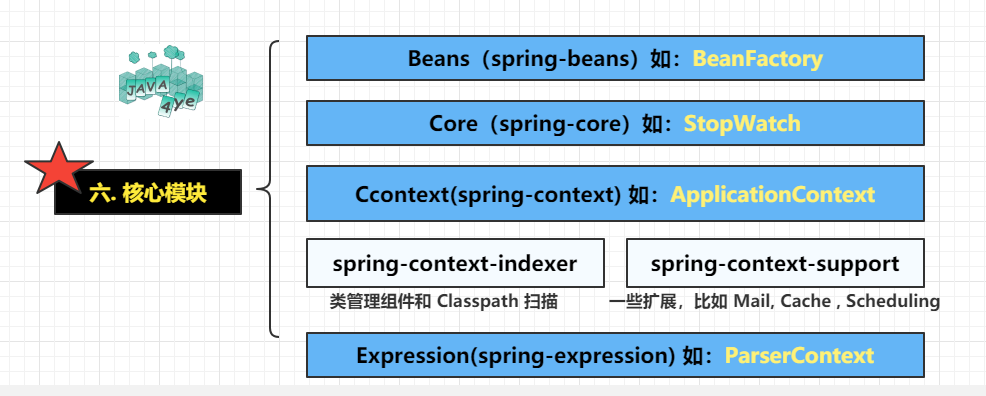 JAVA
4ye
六. 核心模块
Beans（spring-beans）如：BeanFactory
Core（spring-core）如：StopWatch
Ccontext(spring-context) 如：ApplicationContext
spring-context-indexer
spring-context-support
类管理组件和 Classpath 扫描
一些扩展，比如 Mail, Cache , Scheduling
Expression(spring-expression) 如：ParserContext